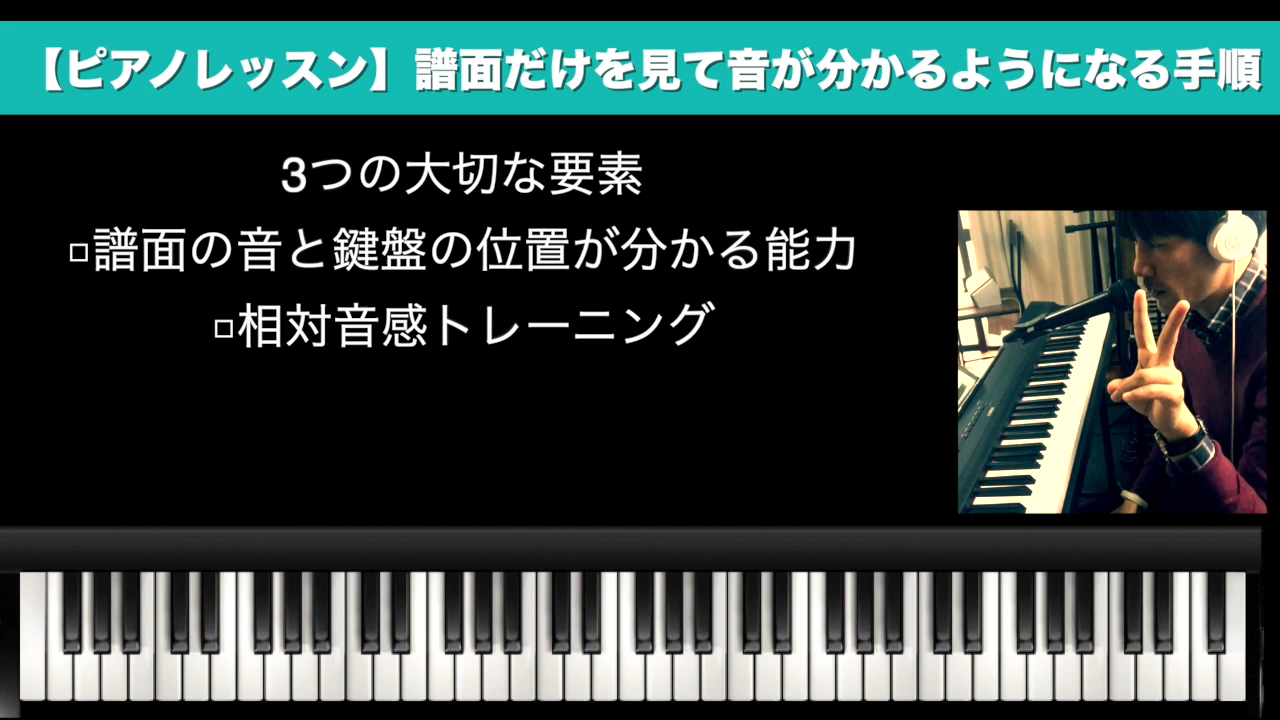 【ピアノレッスン】譜面だけを見て音が分かるようになる手順
3つの大切な要素
▫譜面の音と鍵盤の位置が分かる能力
▫相対音感トレーニング